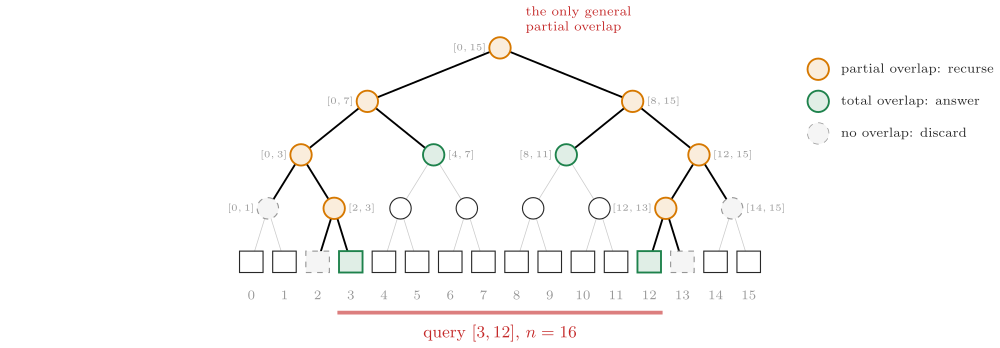 the only general
partial overlap
[0, 15]
partial overlap: recurse
[0, 7]
[8, 15]
total overlap: answer
no overlap: discard
[0, 3]
[4, 7]
[8, 11]
[12, 15]
[0, 1]
[2, 3]
[12, 13]
[14, 15]
0 1 2 3 4 5 6 7 8 9 10 11 12 13 14 15
query [3, 12], n = 16